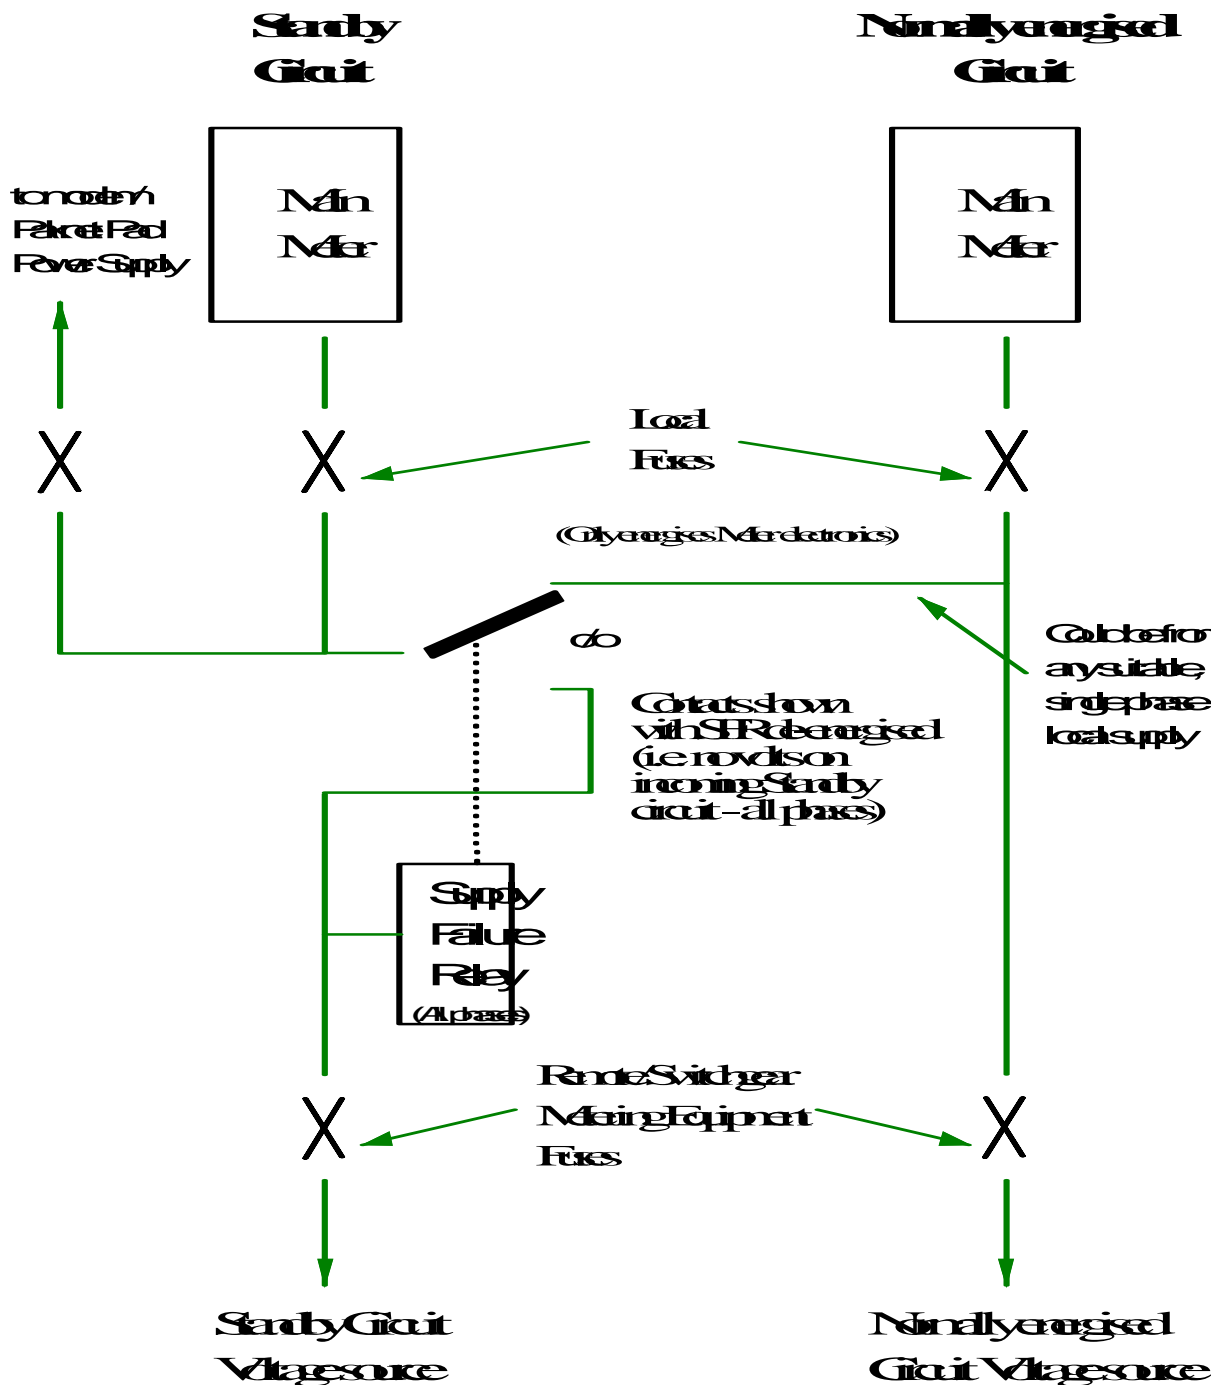 Standby
Circuit
Normally energised
Circuit
Main
Meter
Main
Meter
to modem/
Paknet Pad
Power Supply
Local
Fuses
(Only energises Meter electronics)
c/o
Could be from
any suitable,
single phase
local supply
Contacts shown
with SFR de-energised
(i.e. no volts on
incoming Standby
circuit - all phases)
Supply
Failure
Relay
(All phases)
Remote/Switchgear
Metering Equipment
Fuses
Standby Circuit
Voltage source
Normally energised
Circuit Voltage source